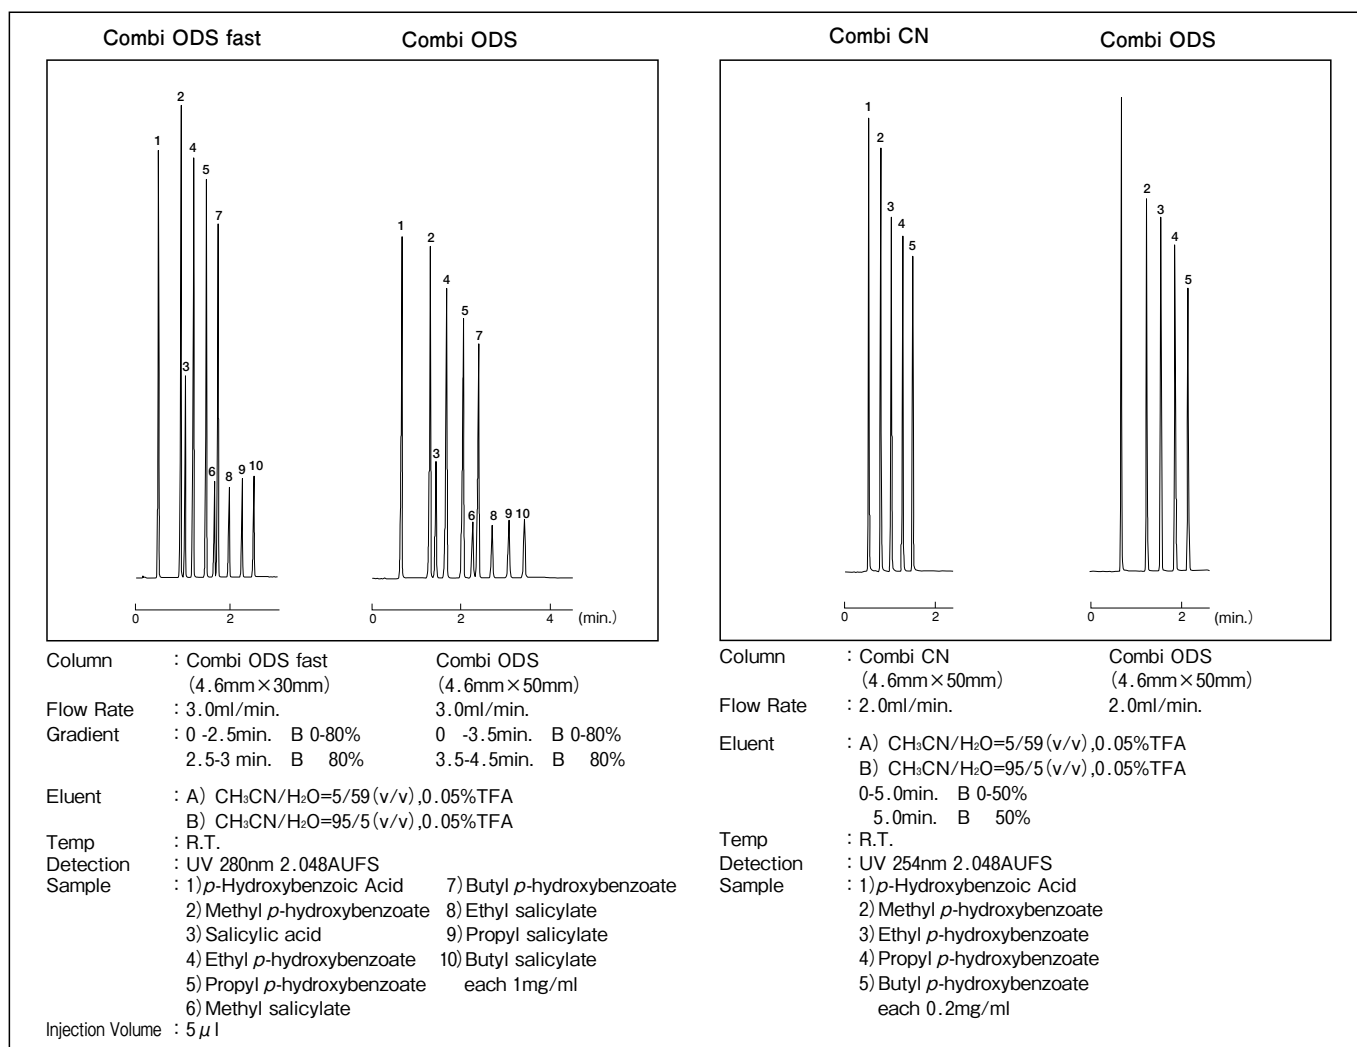 Combi ODS fast
Combi ODS
2
1
4
5
7
3
6
8
9
10
0
2
1
2
4
5
7
3
6
8
9
10
0
2
4
(min.)
Column : Combi ODS fast Combi ODS
(4.6mm×30mm) (4.6mm×50mm)
Flow Rate : 3.0ml/min. 3.0ml/min.
Gradient : 0 -2.5min. B 0-80% 0 -3.5min. B 0-80%
2.5-3 min. B 80% 3.5-4.5min. B 80%
Eluent : A) CH₃CN/H₂O=5/59(v/v),0.05%TFA
B) CH₃CN/H₂O=95/5(v/v),0.05%TFA
Temp : R.T.
Detection : UV 280nm 2.048AUFS
Sample : 1)p-Hydroxybenzoic Acid 7)Butyl p-hydroxybenzoate
2)Methyl p-hydroxybenzoate 8)Ethyl salicylate
3)Salicylic acid 9)Propyl salicylate
4)Ethyl p-hydroxybenzoate 10)Butyl salicylate
5)Propyl p-hydroxybenzoate each 1mg/ml
6)Methyl salicylate
Injection Volume : 5μl
Combi CN
Combi ODS
1
2
3
4
5
0
2
2
3
4
5
0
2
(min.)
Column : Combi CN Combi ODS
(4.6mm×50mm) (4.6mm×50mm)
Flow Rate : 2.0ml/min. 2.0ml/min.
Eluent : A) CH₃CN/H₂O=5/59(v/v),0.05%TFA
B) CH₃CN/H₂O=95/5(v/v),0.05%TFA
0-5.0min. B 0-50%
5.0min. B 50%
Temp : R.T.
Detection : UV 254nm 2.048AUFS
Sample : 1)p-Hydroxybenzoic Acid
2)Methyl p-hydroxybenzoate
3)Ethyl p-hydroxybenzoate
4)Propyl p-hydroxybenzoate
5)Butyl p-hydroxybenzoate
each 0.2mg/ml